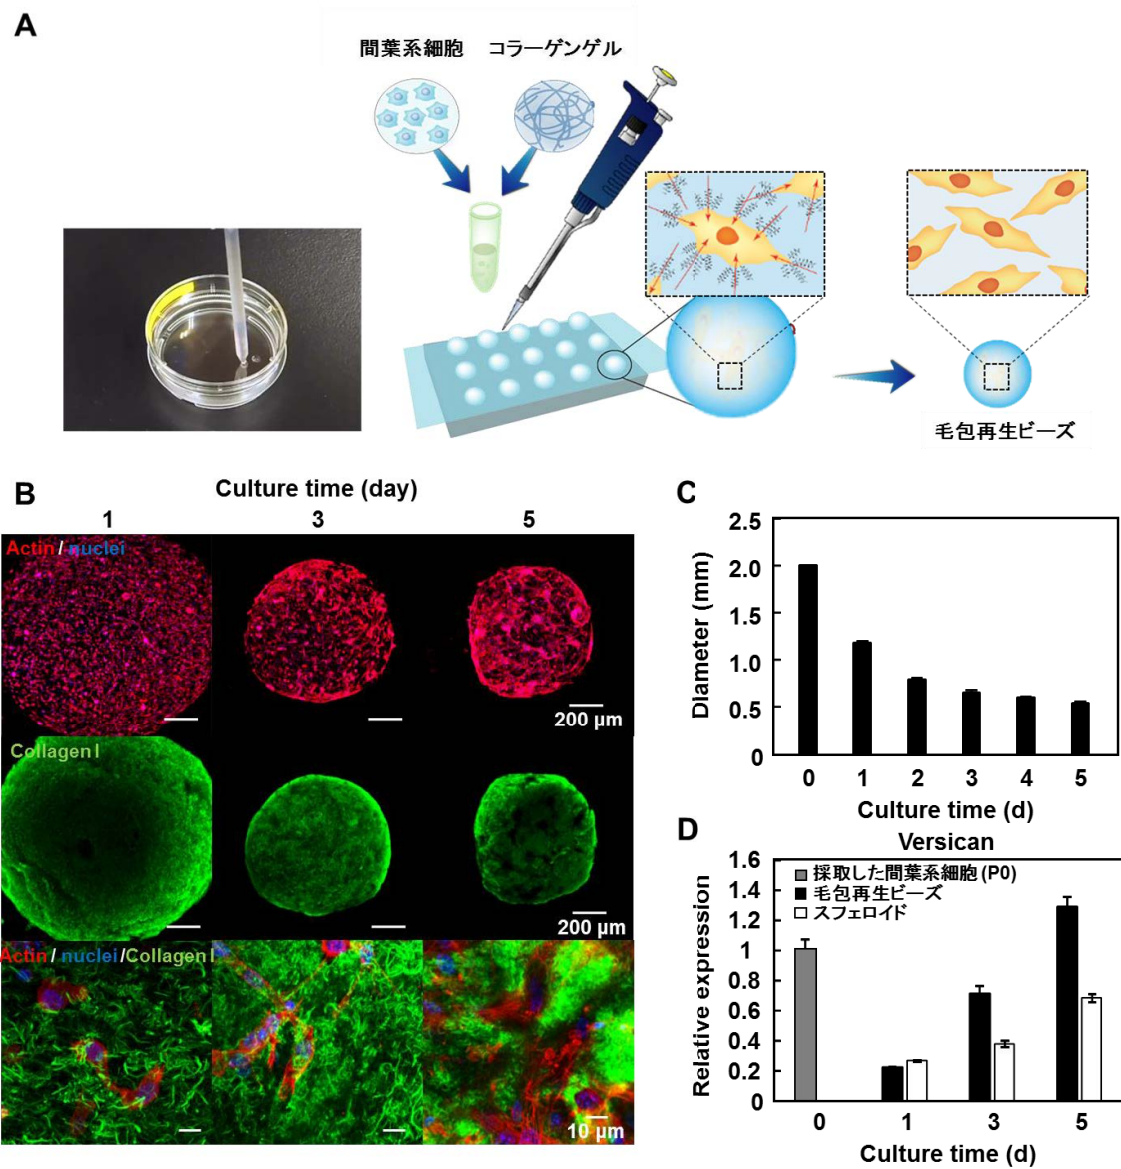 A
間葉系細胞 コラーゲンゲル
毛包再生ビーズ
B
Culture time (day)
1 3 5
Actin / nuclei
200 µm
Collagen I
200 µm
Actin / nuclei /Collagen I
10 µm
C
2.5
2.0
1.5
1.0
0.5
0
Diameter (mm)
0 1 2 3 4 5
Culture time (d)
D
Versican
1.6
1.4
1.2
1
0.8
0.6
0.4
0.2
0
Relative expression
採取した間葉系細胞 (P0)
毛包再生ビーズ
スフェロイド
0 1 3 5
Culture time (d)